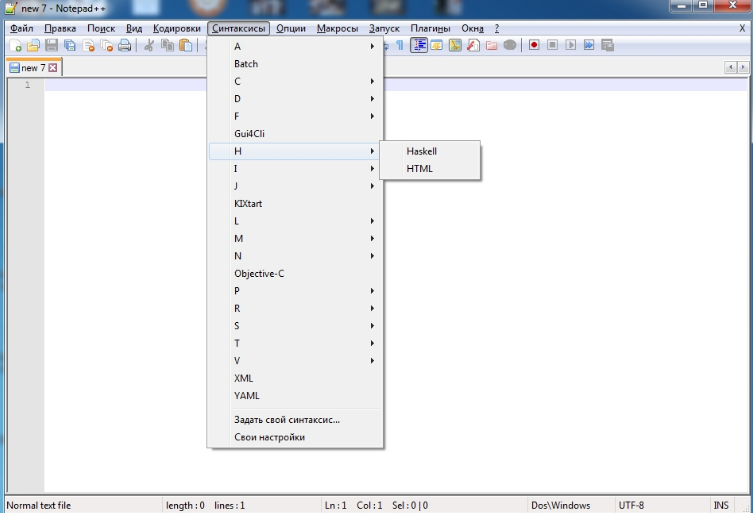 new 7 - Notepad++
Файл Правка Поиск Вид Кодировки Синтаксисы Опции Макросы Запуск Плагины Окна ? X
new 7
1
A
Batch
C
D
F
Gui4Cli
H
Haskell
I
HTML
J
KIXtart
L
M
N
Objective-C
P
R
S
T
V
XML
YAML
Задать свой синтаксис...
Свои настройки
Normal text file length : 0 lines : 1 Ln : 1 Col : 1 Sel : 0 | 0 Dos\Windows UTF-8 INS